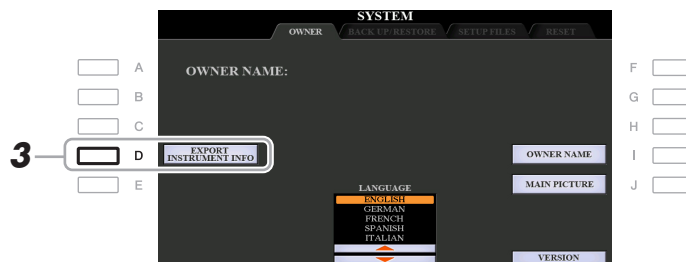 SYSTEM
OWNER BACK UP/RESTORE SETUP FILES RESET
A OWNER NAME: F
B G
C H
3 D EXPORT INSTRUMENT INFO OWNER NAME I
E LANGUAGE MAIN PICTURE J
ENGLISH
GERMAN
FRENCH
SPANISH
ITALIAN
VERSION